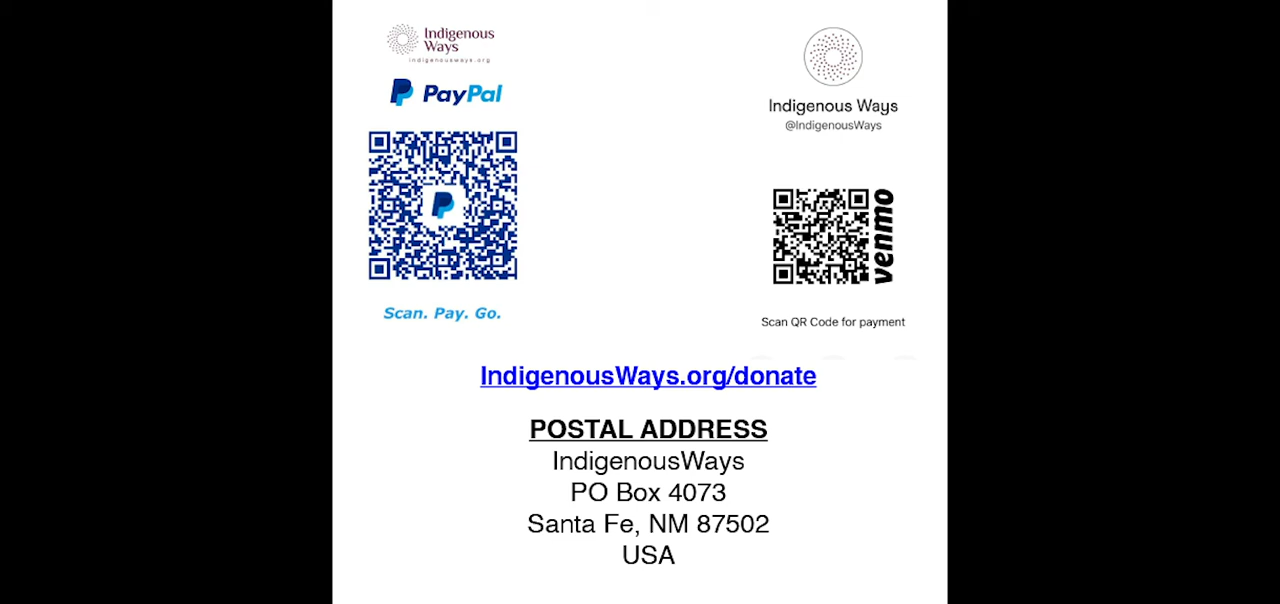 Indigenous
Ways
indigenousways.org
PayPal
Scan. Pay. Go.
Indigenous Ways
@IndigenousWays
venmo
Scan QR Code for payment
IndigenousWays.org/donate
POSTAL ADDRESS
IndigenousWays
PO Box 4073
Santa Fe, NM 87502
USA